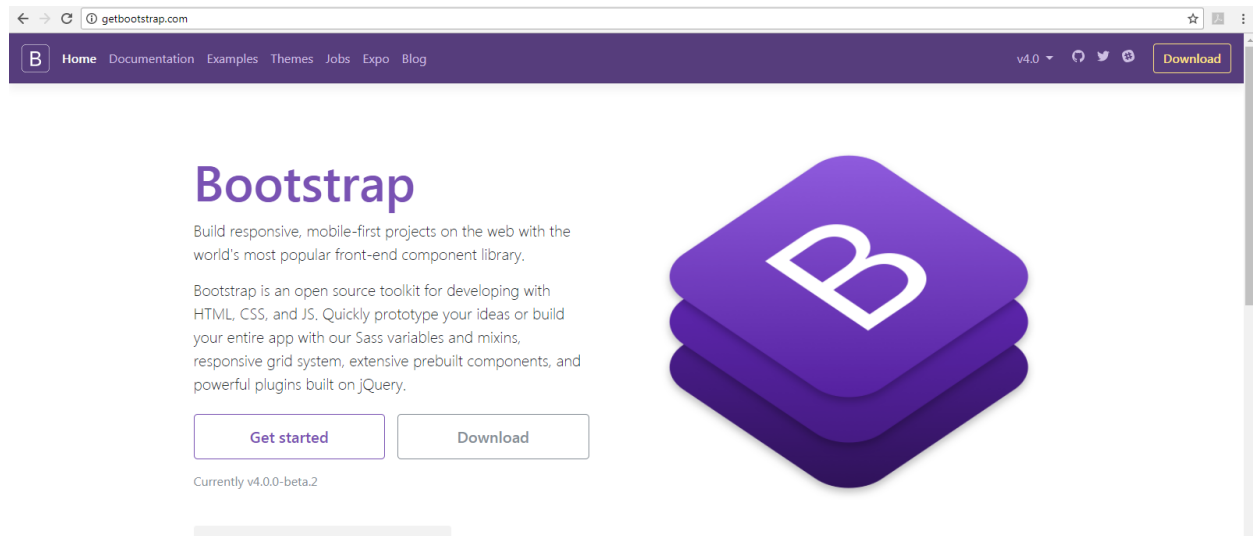 getbootstrap.com
B Home Documentation Examples Themes Jobs Expo Blog v4.0 Download
Bootstrap
B
Build responsive, mobile-first projects on the web with the
world's most popular front-end component library.
Bootstrap is an open source toolkit for developing with
HTML, CSS, and JS. Quickly prototype your ideas or build
your entire app with our Sass variables and mixins,
responsive grid system, extensive prebuilt components, and
powerful plugins built on jQuery.
Get started Download
Currently v4.0.0-beta.2